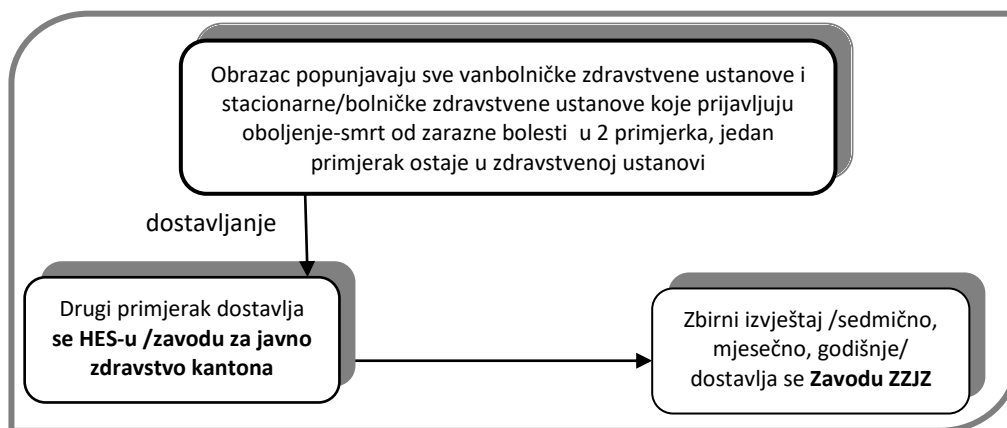 Obrazac popunjavaju sve vanbolničke zdravstvene ustanove i
stacionarne/bolničke zdravstvene ustanove koje prijavljuju
oboljenje-smrt od zarazne bolesti  u 2 primjerka, jedan
primjerak ostaje u zdravstvenoj ustanovi
dostavljanje
Drugi primjerak dostavlja
se HES-u /zavodu za javno
zdravstvo kantona
Zbirni izvještaj /sedmično,
mjesečno, godišnje/
dostavlja se Zavodu ZZJZ